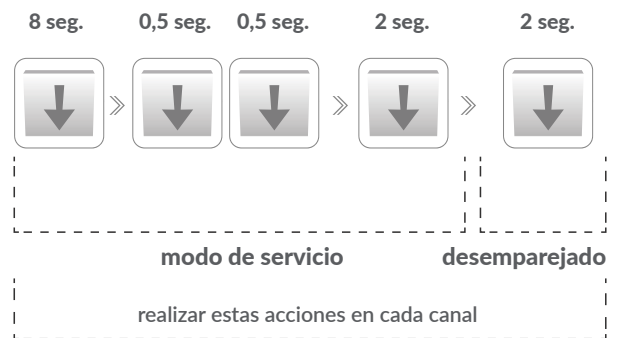 8 seg. 0,5 seg. 0,5 seg. 2 seg. 2 seg.
modo de servicio desemparejado
realizar estas acciones en cada canal